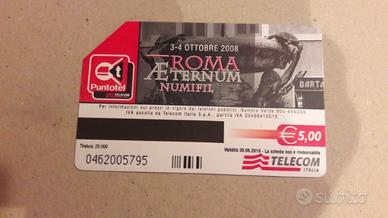 3-4 OTTOBRE 2008
ROMA
ÆTERNUM
NUMIFIL
BARTA
Puntotel
TELECOM
Per informazioni sui prezzi in vigore dai telefoni pubblici: Numero Verde 800-
IVA assolta da Telecom Italia S.p.A., partita IVA 00488410010
€ 5,00
Tiratura 20.000
0462005795
Validità 30.06.2010 - La scheda non è rimborsabile
TELECOM
ITALIA
subito